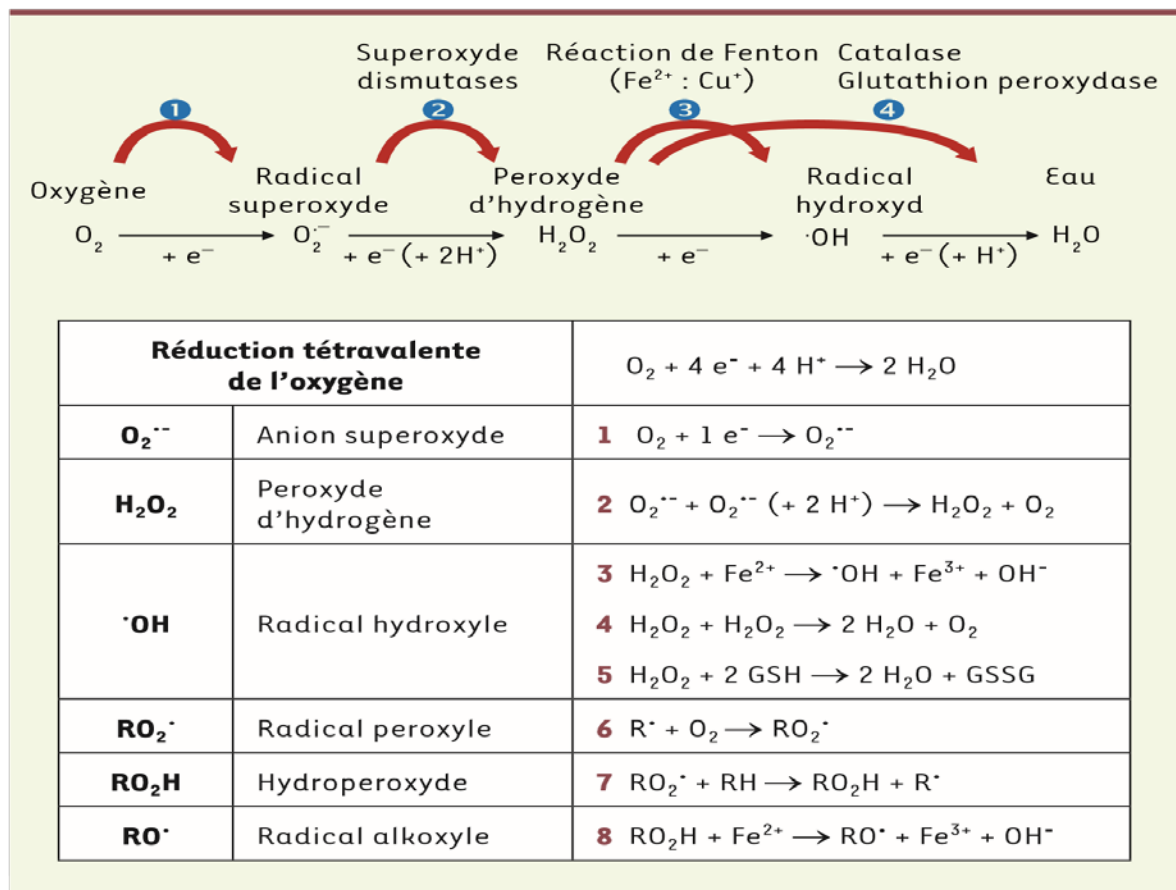 Superoxyde Réaction de Fenton Catalase
dismutases (Fe²⁺ : Cu⁺) Glutathion peroxydase
1 2 3 4
Oxygène Radical superoxyde Peroxyde d'hydrogène Radical hydroxyd Eau
O₂ O₂·⁻ H₂O₂ ·OH H₂O
+ e⁻ + e⁻ (+ 2H⁺) + e⁻ + e⁻ (+ H⁺)
Réduction tétravalente
de l'oxygène
O₂ + 4 e⁻ + 4 H⁺ → 2 H₂O
O₂·⁻ Anion superoxyde 1 O₂ + 1 e⁻ → O₂·⁻
H₂O₂ Peroxyde
d'hydrogène
2 O₂·⁻ + O₂·⁻ (+ 2 H⁺) → H₂O₂ + O₂
·OH Radical hydroxyle
3 H₂O₂ + Fe²⁺ → ·OH + Fe³⁺ + OH⁻
4 H₂O₂ + H₂O₂ → 2 H₂O + O₂
5 H₂O₂ + 2 GSH → 2 H₂O + GSSG
RO₂· Radical peroxyle 6 R· + O₂ → RO₂·
RO₂H Hydroperoxyde 7 RO₂· + RH → RO₂H + R·
RO· Radical alkoxyle 8 RO₂H + Fe²⁺ → RO· + Fe³⁺ + OH⁻